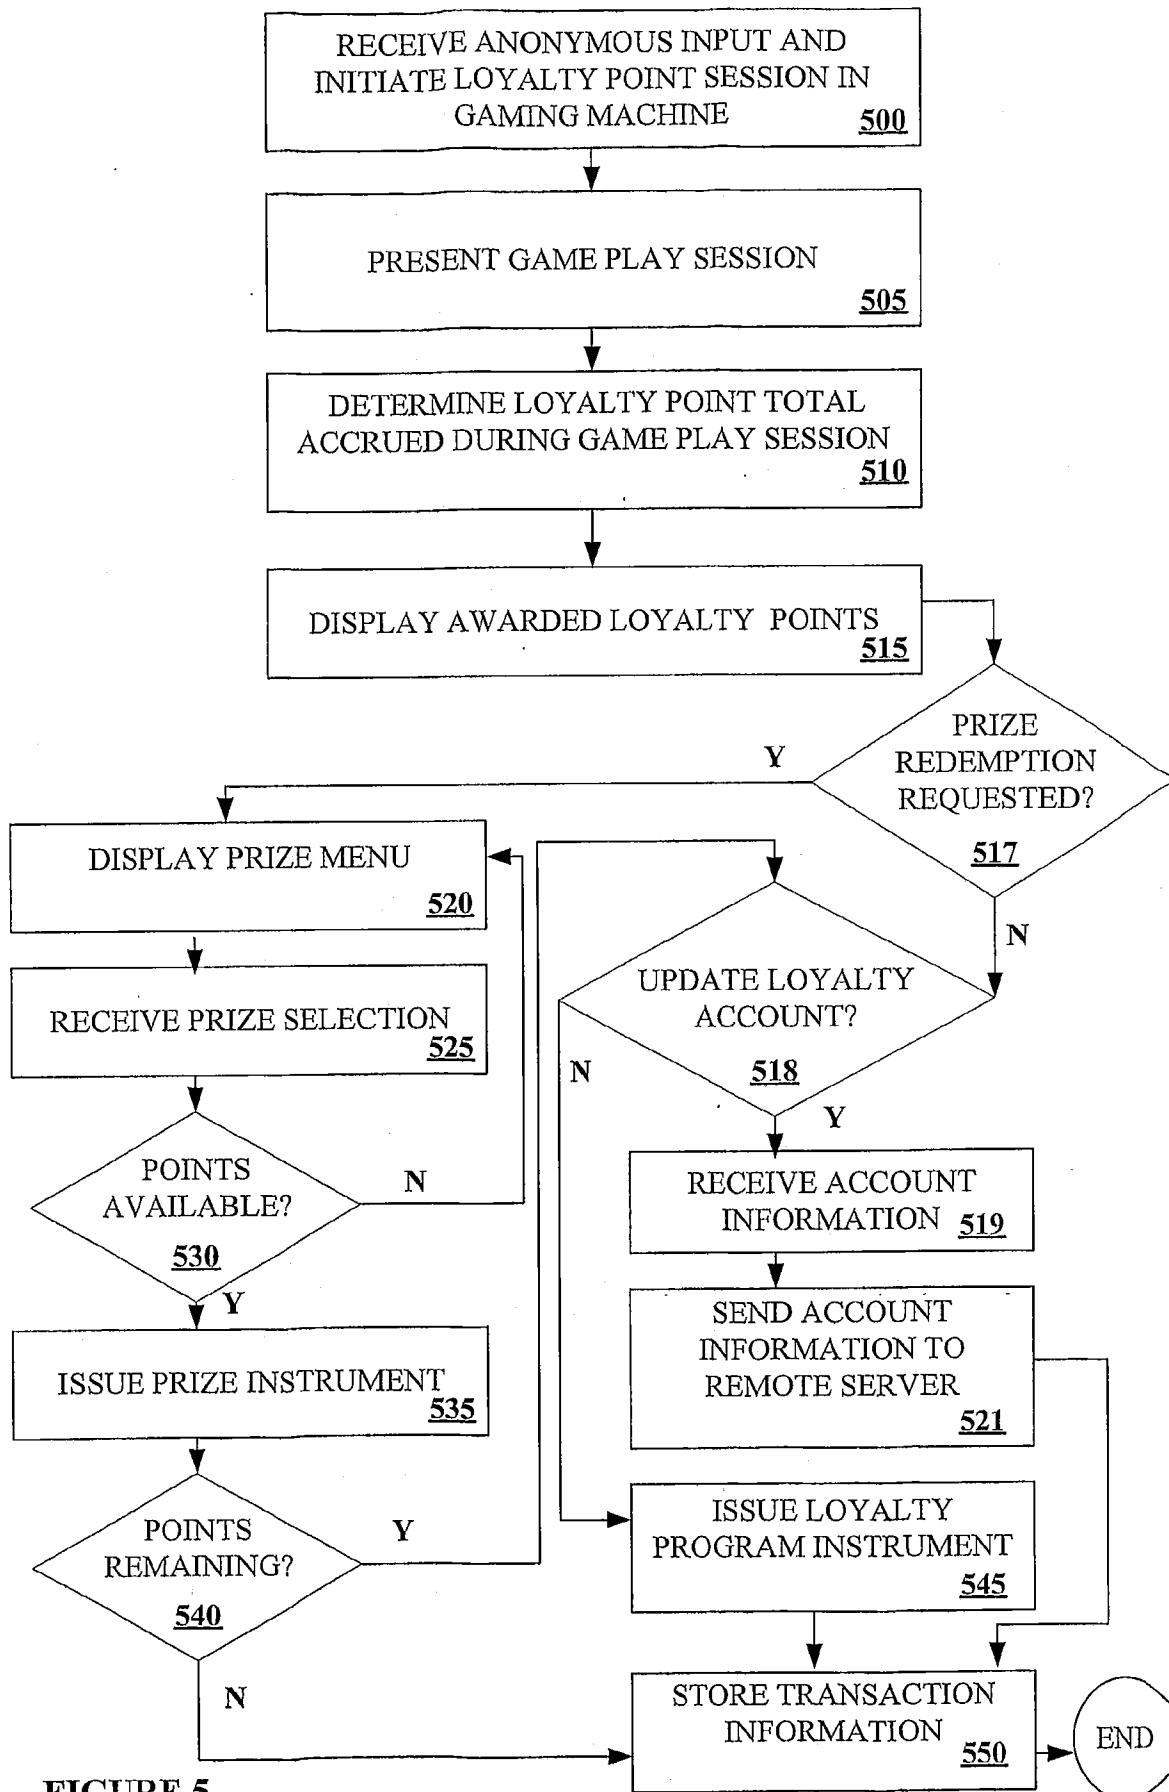 RECEIVE ANONYMOUS INPUT AND
INITIATE LOYALTY POINT SESSION IN
GAMING MACHINE
500
PRESENT GAME PLAY SESSION
505
DETERMINE LOYALTY POINT TOTAL
ACCRUED DURING GAME PLAY SESSION
510
DISPLAY AWARDED LOYALTY POINTS
515
PRIZE
REDEMPTION
REQUESTED?
517
Y
N
DISPLAY PRIZE MENU
520
RECEIVE PRIZE SELECTION
525
POINTS
AVAILABLE?
530
N
Y
ISSUE PRIZE INSTRUMENT
535
POINTS
REMAINING?
540
Y
N
UPDATE LOYALTY
ACCOUNT?
518
N
Y
RECEIVE ACCOUNT
INFORMATION
519
SEND ACCOUNT
INFORMATION TO
REMOTE SERVER
521
ISSUE LOYALTY
PROGRAM INSTRUMENT
545
STORE TRANSACTION
INFORMATION
550
END
FIGURE 5